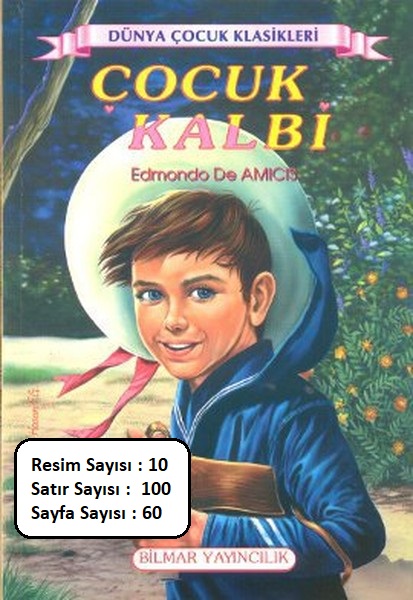 DÜNYA ÇOCUK KLASİKLERİ
ÇOCUK
KALBİ
Edmondo De AMICIS
Resim Sayısı : 10
Satır Sayısı : 100
Sayfa Sayısı : 60
BİLMAR YAYINCILIK